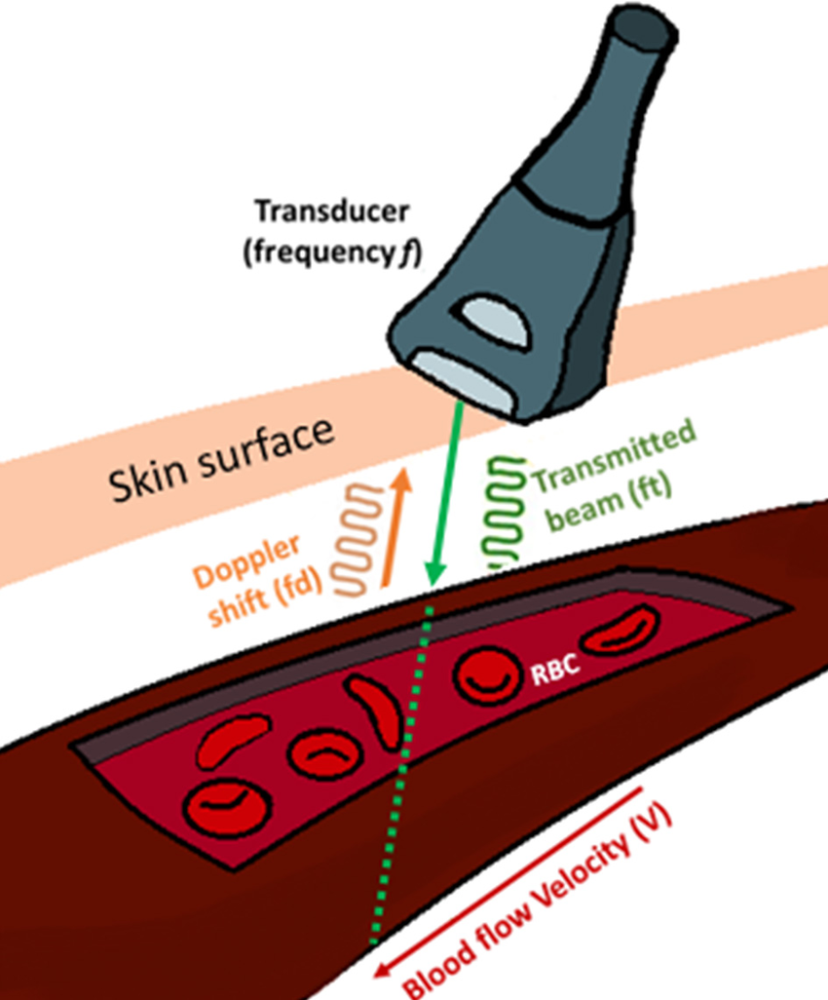 Transducer
(frequency f)
Skin surface
Transmitted
beam (ft)
Doppler
shift (fd)
RBC
Blood flow Velocity (V)